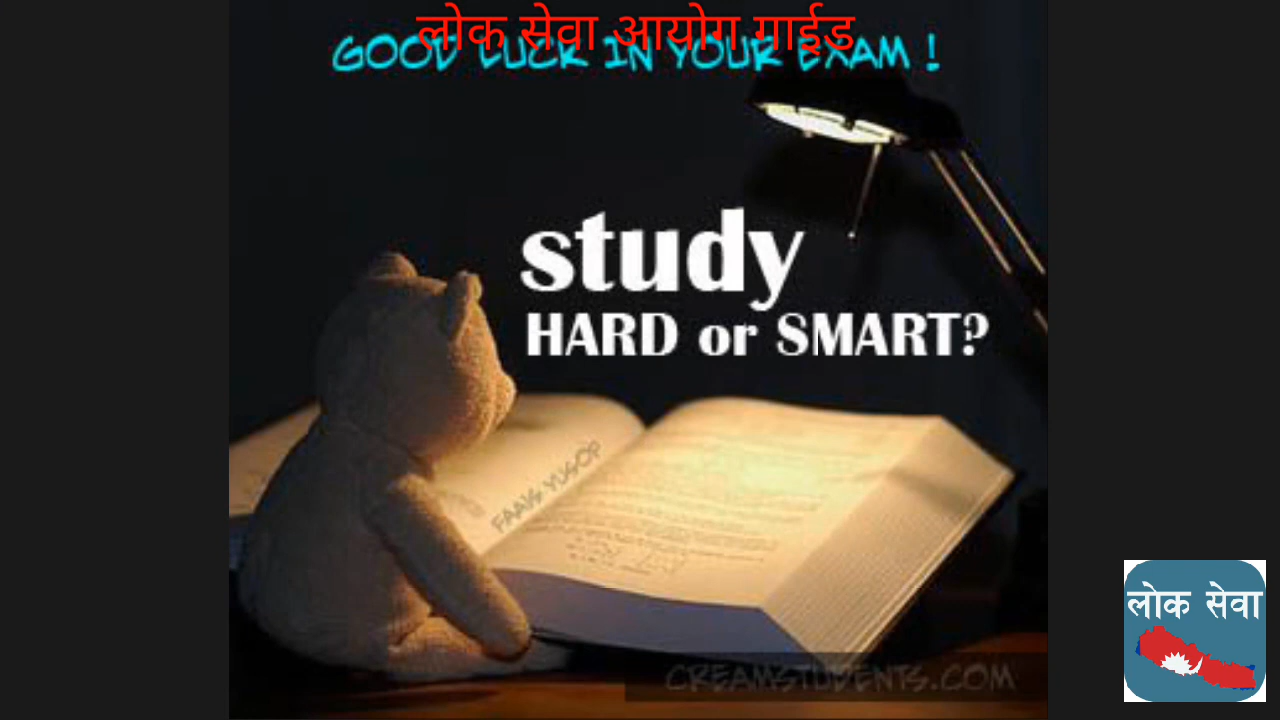 लोक सेवा आयोग गाईड
GOOD LUCK IN YOUR EXAM !
study
HARD or SMART?
FAAIS YUSOP
लोक सेवा
CREAMSTUDENTS.COM